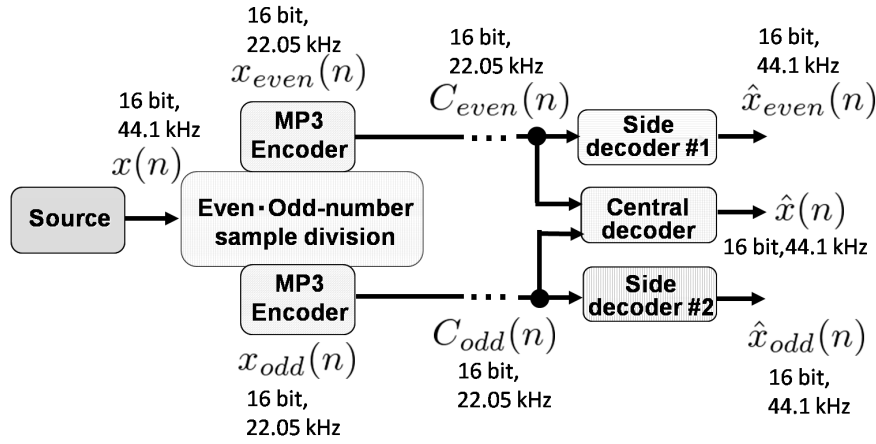 16 bit,
22.05 kHz
x_{even}(n)
16 bit,
44.1 kHz
x(n)
MP3
Encoder
16 bit,
22.05 kHz
C_{even}(n)
Side
decoder #1
16 bit,
44.1 kHz
x̂_{even}(n)
Source
Even･Odd-number
sample division
Central
decoder
x̂(n)
16 bit,44.1 kHz
MP3
Encoder
x_{odd}(n)
16 bit,
22.05 kHz
C_{odd}(n)
16 bit,
22.05 kHz
Side
decoder #2
x̂_{odd}(n)
16 bit,
44.1 kHz